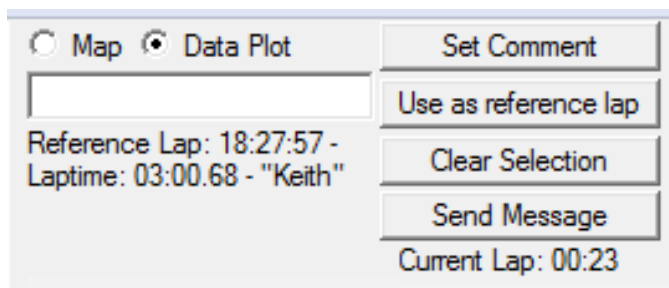 Map Data Plot
Set Comment
Use as reference lap
Reference Lap: 18:27:57 -
Laptime: 03:00.68 - "Keith"
Clear Selection
Send Message
Current Lap: 00:23